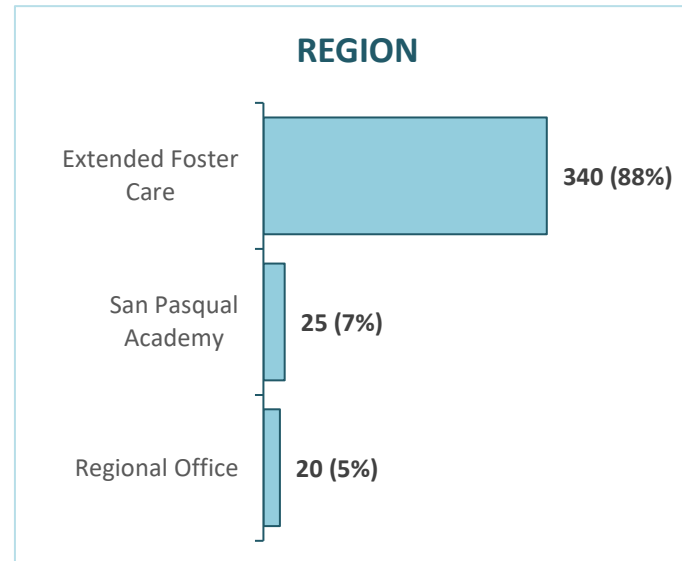 REGION
Extended Foster
Care
340 (88%)
San Pasqual
Academy
25 (7%)
Regional Office
20 (5%)